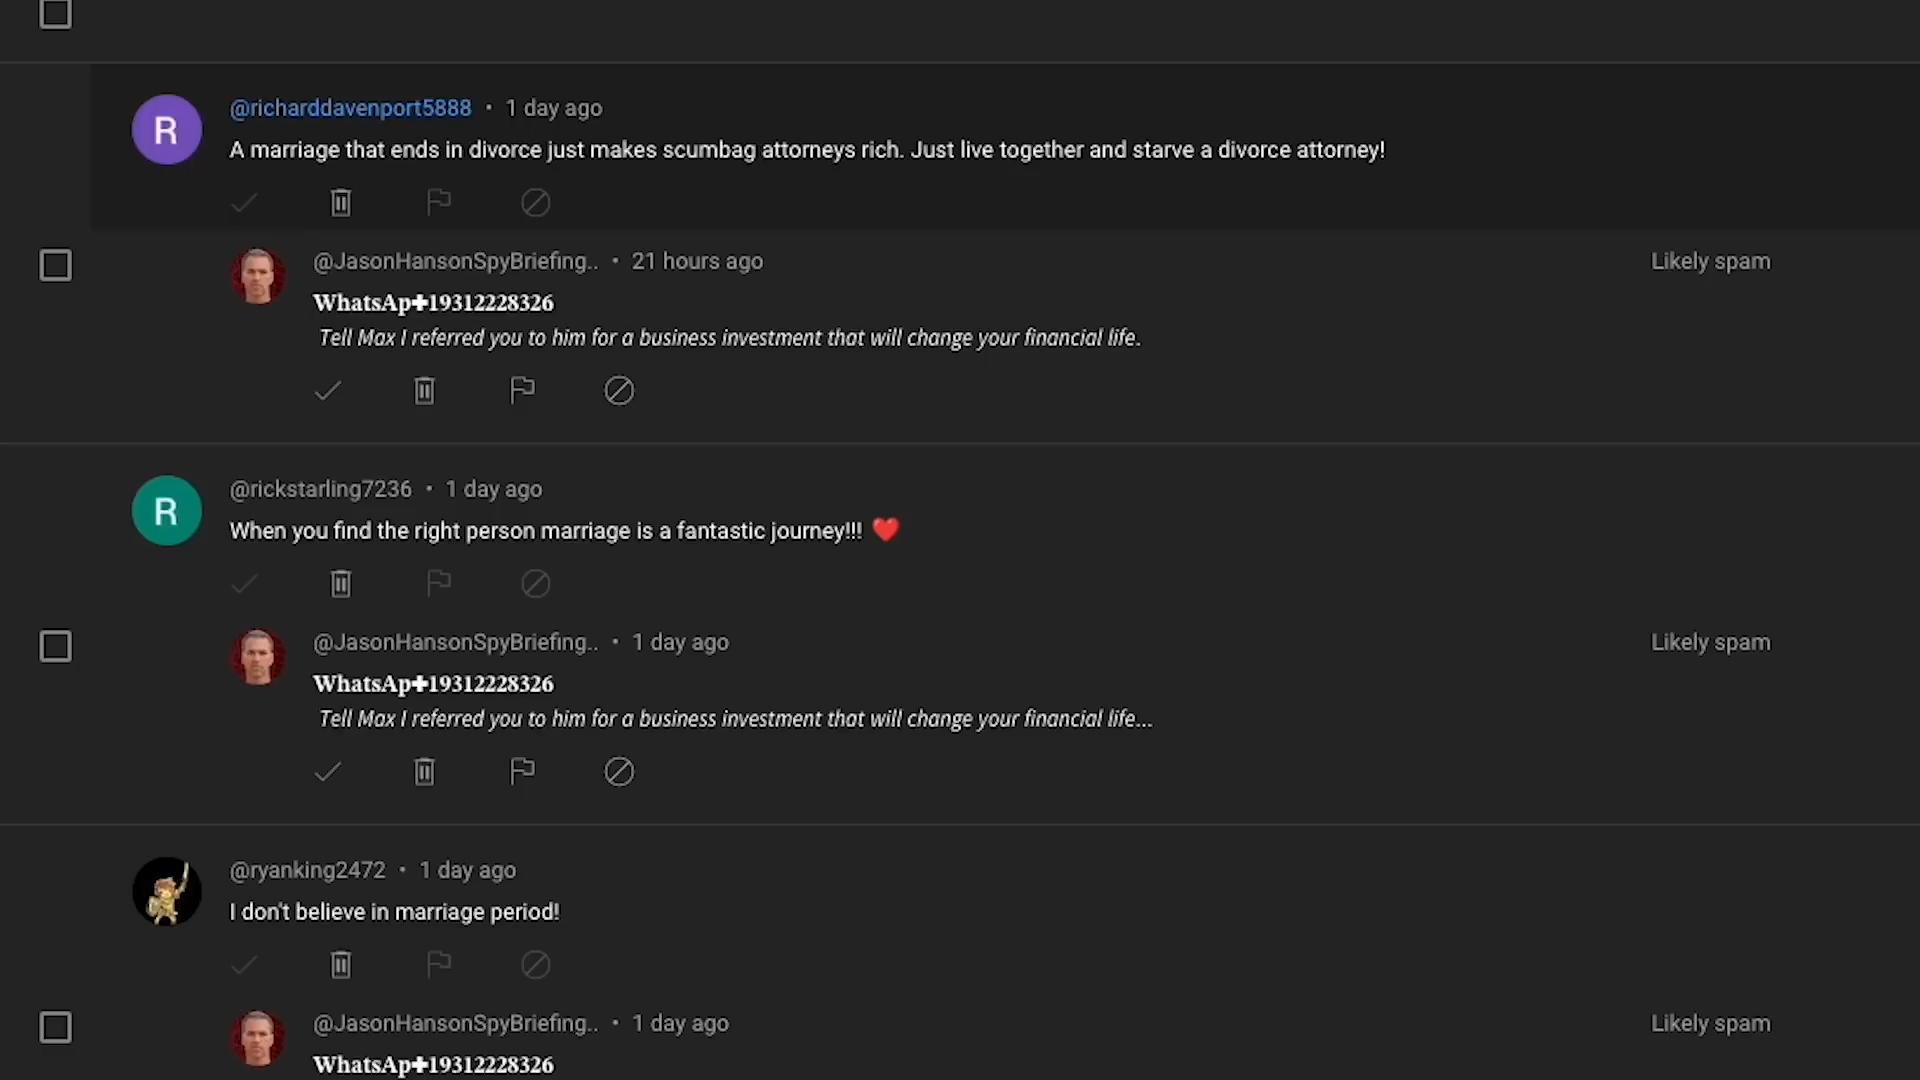 @richarddavenport5888 • 1 day ago
A marriage that ends in divorce just makes scumbag attorneys rich. Just live together and starve a divorce attorney!
@JasonHansonSpyBriefing.. • 21 hours ago
Likely spam
WhatsAp✚19312228326
Tell Max I referred you to him for a business investment that will change your financial life.
@rickstarling7236 • 1 day ago
When you find the right person marriage is a fantastic journey!!! ❤️
@JasonHansonSpyBriefing.. • 1 day ago
Likely spam
WhatsAp✚19312228326
Tell Max I referred you to him for a business investment that will change your financial life...
@ryanking2472 • 1 day ago
I don't believe in marriage period!
@JasonHansonSpyBriefing.. • 1 day ago
Likely spam
WhatsAp✚19312228326